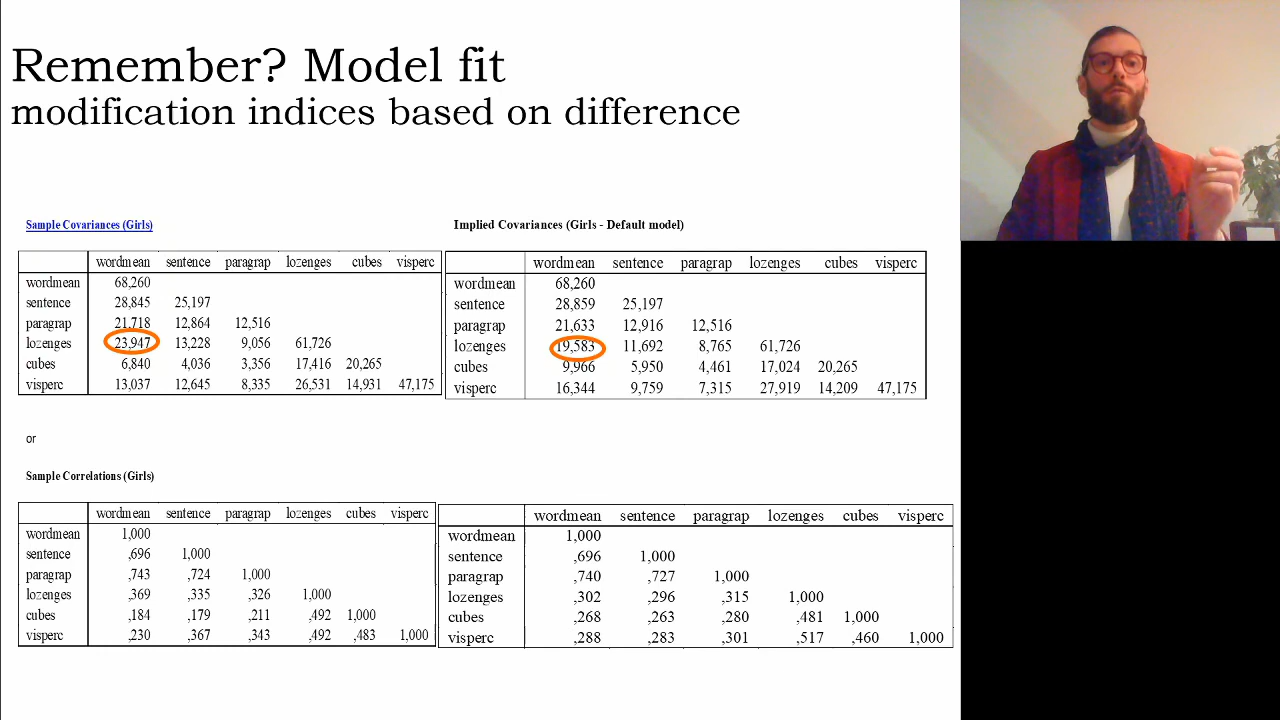 Remember? Model fit
modification indices based on difference
Sample Covariances (Girls)
wordmean sentence paragrap lozenges cubes visperc
wordmean 68,260
sentence 28,845 25,197
paragrap 21,718 12,864 12,516
lozenges 23,947 13,228 9,056 61,726
cubes 6,840 4,036 3,356 17,416 20,265
visperc 13,037 12,645 8,335 26,531 14,931 47,175
Implied Covariances (Girls - Default model)
wordmean sentence paragrap lozenges cubes visperc
wordmean 68,260
sentence 28,859 25,197
paragrap 21,633 12,916 12,516
lozenges 19,583 11,692 8,765 61,726
cubes 9,966 5,950 4,461 17,024 20,265
visperc 16,344 9,759 7,315 27,919 14,209 47,175
or
Sample Correlations (Girls)
wordmean sentence paragrap lozenges cubes visperc
wordmean 1,000
sentence ,696 1,000
paragrap ,743 ,724 1,000
lozenges ,369 ,335 ,326 1,000
cubes ,184 ,179 ,211 ,492 1,000
visperc ,230 ,367 ,343 ,492 ,483 1,000
wordmean sentence paragrap lozenges cubes visperc
wordmean 1,000
sentence ,696 1,000
paragrap ,740 ,727 1,000
lozenges ,302 ,296 ,315 1,000
cubes ,268 ,263 ,280 ,481 1,000
visperc ,288 ,283 ,301 ,517 ,460 1,000